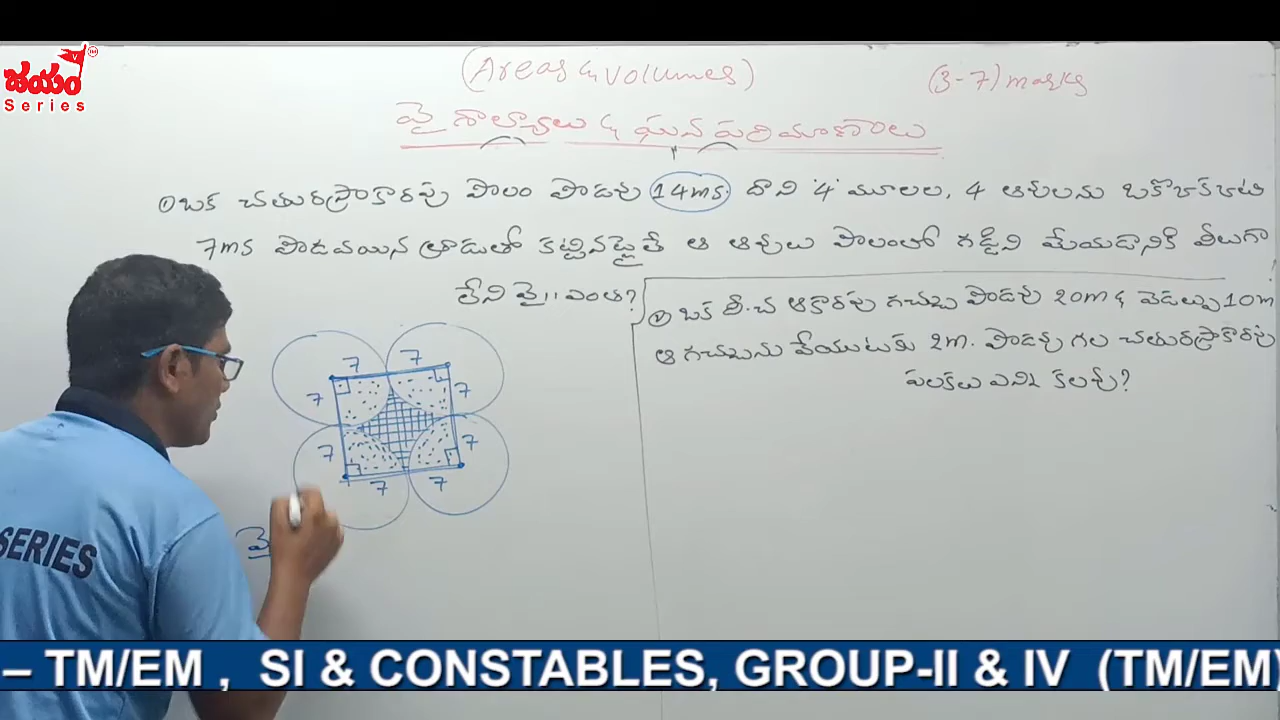 జయం
Series
(Areas & Volumes)
(3-7) marks
వైశాల్యాలు & ఘన పరిమాణాలు
① ఒక చతురస్రాకారపు పొలం పొడవు 14ms దాని '4' మూలల, 4 ఆవులను ఒకొక్కటి
7ms పొడవయిన త్రాడుతో కట్టినట్లైతే ఆ ఆవులు పొలంలో గడ్డిని మేయడానికి వీలుగా
లేని వై॥ ఎంత?
② ఒక దీ.చ ఆకారపు గచ్చు పొడవు 20m & వెడల్పు 10m
ఆ గచ్చును వేయుటకు 2m. పొడవు గల చతురస్రాకారపు
పలకలు ఎన్ని కలవు?
7 7
7 7
7 7
7 7
వై
SERIES
– TM/EM , SI & CONSTABLES, GROUP-II & IV (TM/EM)